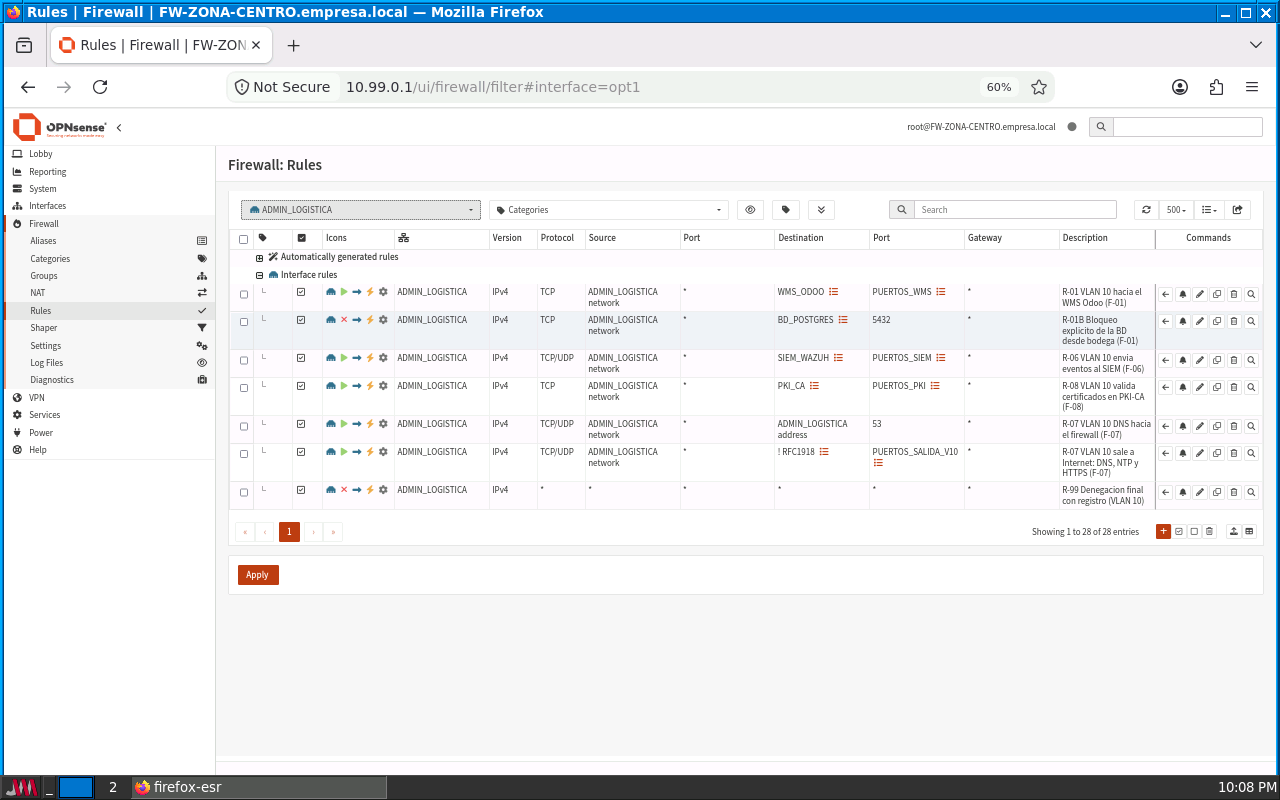 Rules | Firewall | FW-ZONA-CENTRO.empresa.local — Mozilla Firefox
Rules | Firewall | FW-ZON
Not Secure 10.99.0.1/ui/firewall/filter#interface=opt1 60%
OPNsense
root@FW-ZONA-CENTRO.empresa.local
Lobby
Reporting
System
Interfaces
Firewall
Aliases
Categories
Groups
NAT
Rules
Shaper
Settings
Log Files
Diagnostics
VPN
Services
Power
Help
Firewall: Rules
ADMIN_LOGISTICA Categories Search 500
Icons Version Protocol Source Port Destination Port Gateway Description Commands
Automatically generated rules
Interface rules
ADMIN_LOGISTICA IPv4 TCP ADMIN_LOGISTICA * WMS_ODOO PUERTOS_WMS * R-01 VLAN 10 hacia el
network WMS Odoo (F-01)
ADMIN_LOGISTICA IPv4 TCP ADMIN_LOGISTICA * BD_POSTGRES 5432 * R-01B Bloqueo
network explicito de la BD
desde bodega (F-01)
ADMIN_LOGISTICA IPv4 TCP/UDP ADMIN_LOGISTICA * SIEM_WAZUH PUERTOS_SIEM * R-06 VLAN 10 envia
network eventos al SIEM (F-06)
ADMIN_LOGISTICA IPv4 TCP ADMIN_LOGISTICA * PKI_CA PUERTOS_PKI * R-08 VLAN 10 valida
network certificados en PKI-CA
(F-08)
ADMIN_LOGISTICA IPv4 TCP/UDP ADMIN_LOGISTICA * ADMIN_LOGISTICA 53 * R-07 VLAN 10 DNS hacia
network address el firewall (F-07)
ADMIN_LOGISTICA IPv4 TCP/UDP ADMIN_LOGISTICA * ! RFC1918 PUERTOS_SALIDA_V10 * R-07 VLAN 10 sale a
network Internet: DNS, NTP y
HTTPS (F-07)
ADMIN_LOGISTICA IPv4 * * * * * * R-99 Denegacion final
con registro (VLAN 10)
« ‹ 1 › » Showing 1 to 28 of 28 entries
Apply
2 firefox-esr 10:08 PM